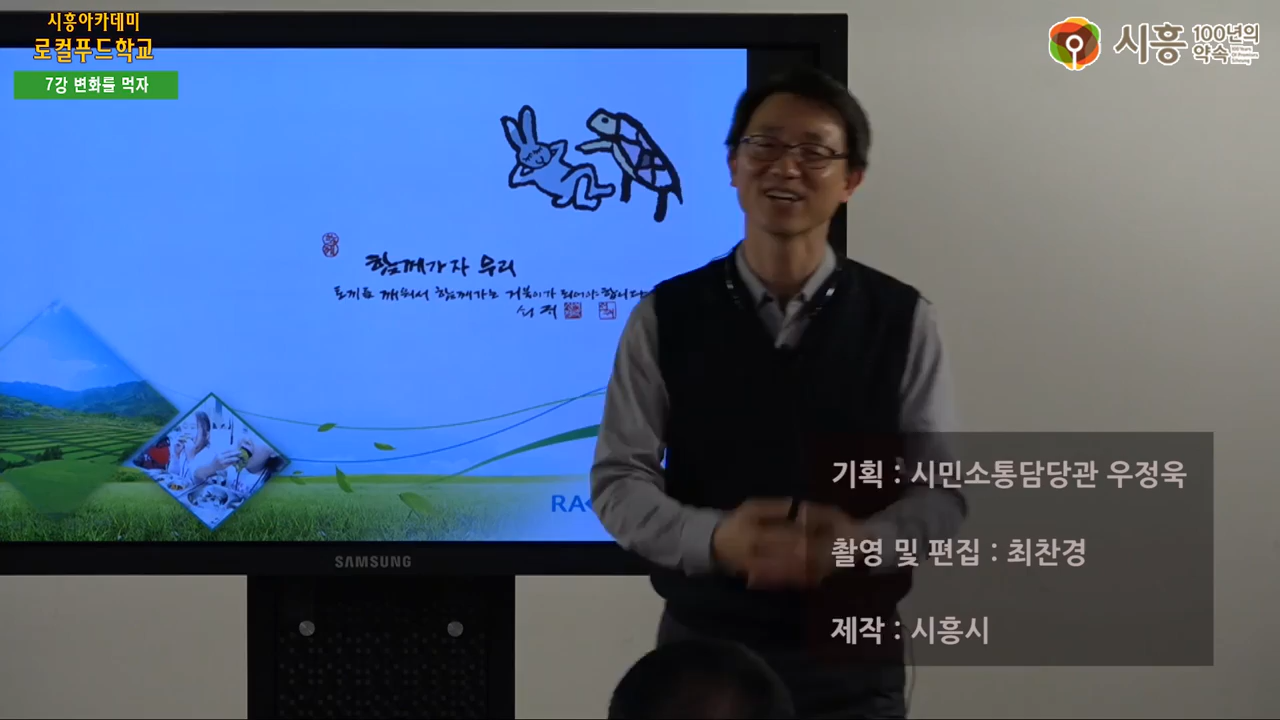 시흥아카데미
로컬푸드학교
7강 변화를 먹자
시흥 100년의
약속
함께가자 우리
토끼를 깨워서 함께가는 거북이가 되어야 합니다
RA
SAMSUNG
기획 : 시민소통담당관 우정욱
촬영 및 편집 : 최찬경
제작 : 시흥시